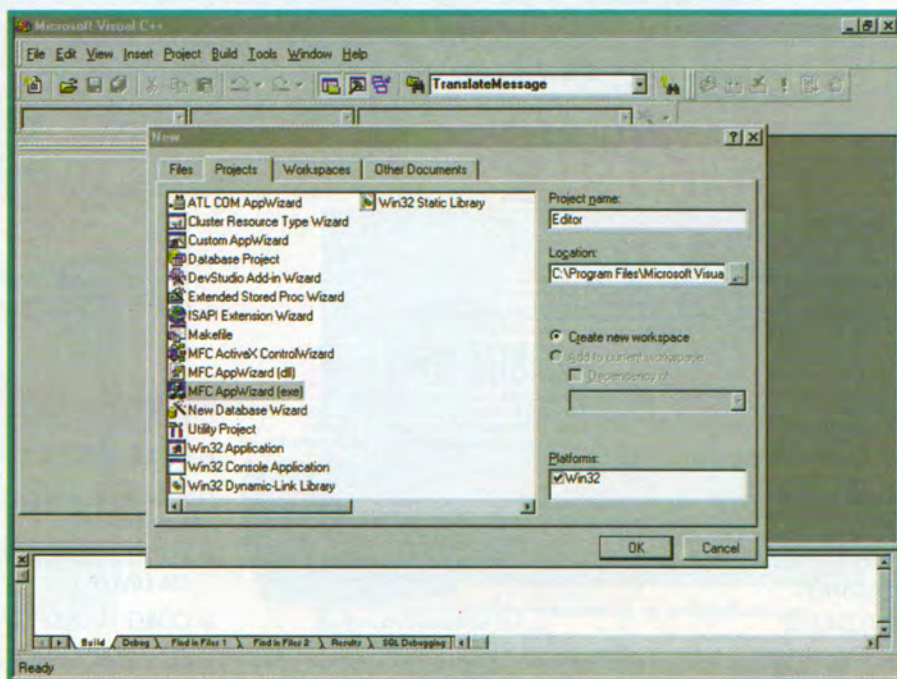 Microsoft Visual C++
File Edit View Insert Project Build Tools Window Help
TranslateMessage
New
Files Projects Workspaces Other Documents
ATL COM AppWizard
Cluster Resource Type Wizard
Custom AppWizard
Database Project
DevStudio Add-in Wizard
Extended Stored Proc Wizard
ISAPI Extension Wizard
Makefile
MFC ActiveX ControlWizard
MFC AppWizard (dll)
MFC AppWizard (exe)
New Database Wizard
Utility Project
Win32 Application
Win32 Console Application
Win32 Dynamic-Link Library
Win32 Static Library
Project name:
Editor
Location:
C:\Program Files\Microsoft Visua
...
Create new workspace
Add to current workspace
Dependency of:
Platforms:
Win32
OK Cancel
Build Debug Find in Files 1 Find in Files 2 Results SQL Debugging
Ready